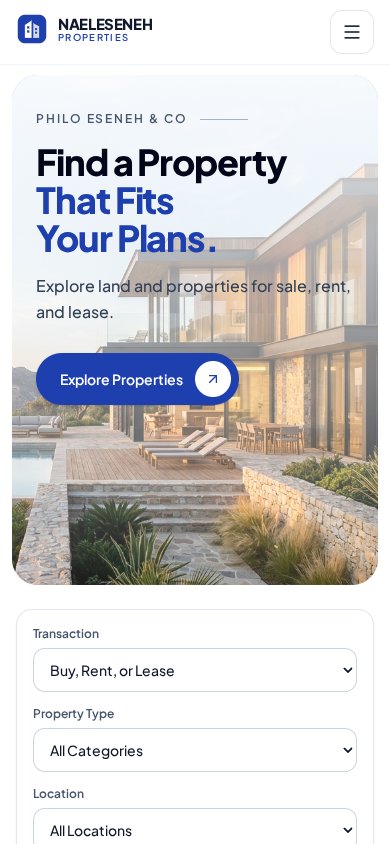 NAELESENEH
PROPERTIES
PHILO ESENEH & CO
Find a Property
That Fits
Your Plans.
Explore land and properties for sale, rent,
and lease.
Explore Properties
Transaction
Buy, Rent, or Lease
Property Type
All Categories
Location
All Locations